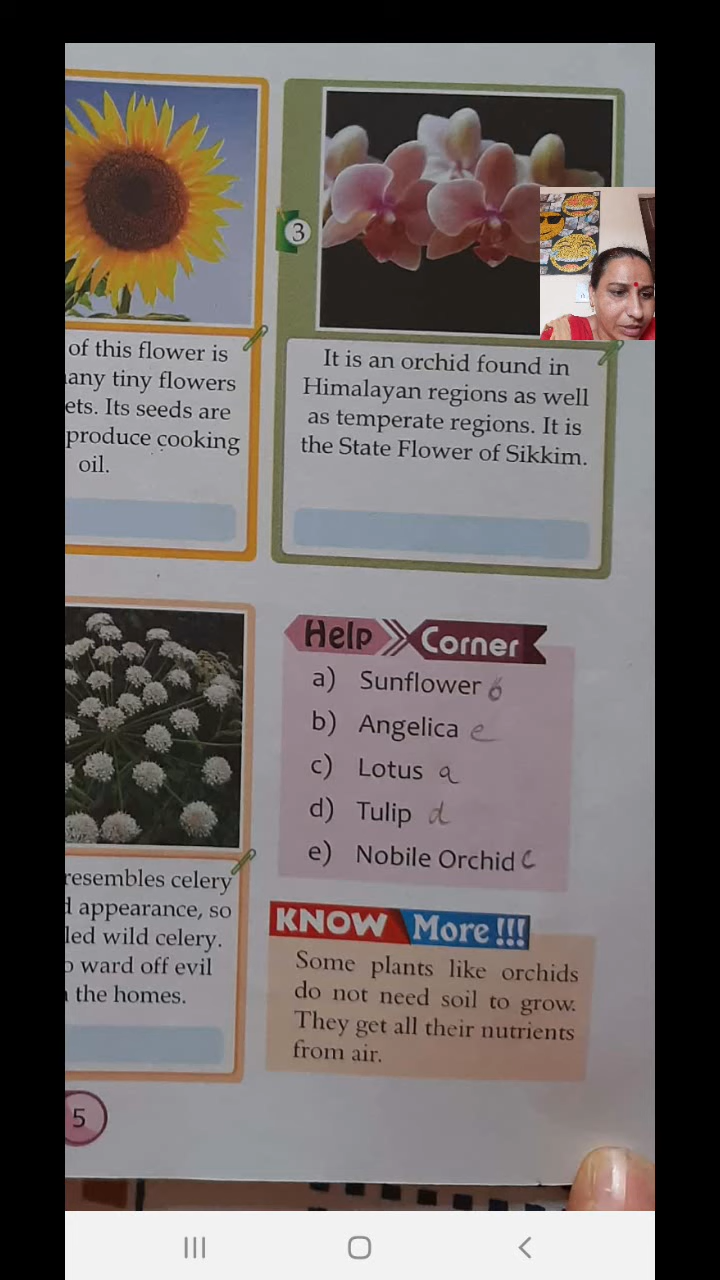 of this flower is
any tiny flowers
ets. Its seeds are
produce cooking
oil.
3
It is an orchid found in
Himalayan regions as well
as temperate regions. It is
the State Flower of Sikkim.
Help Corner
a) Sunflower
b) Angelica e
c) Lotus a
d) Tulip d
e) Nobile Orchid c
resembles celery
d appearance, so
led wild celery.
o ward off evil
the homes.
5
KNOW More!!!
Some plants like orchids
do not need soil to grow.
They get all their nutrients
from air.